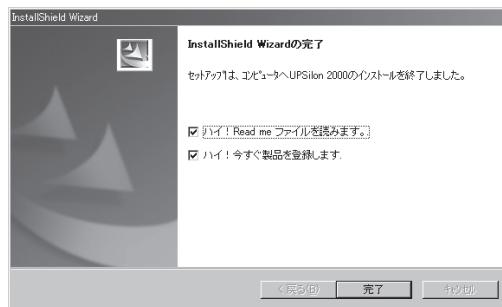 InstallShield Wizard
InstallShield Wizardの完了
セットアップは、コンピュータへUPSilon 2000のインストールを終了しました。
ハイ！Read me ファイルを読みます。
ハイ！今すぐ製品を登録します.
< 戻る(B)
完了
キャンセル